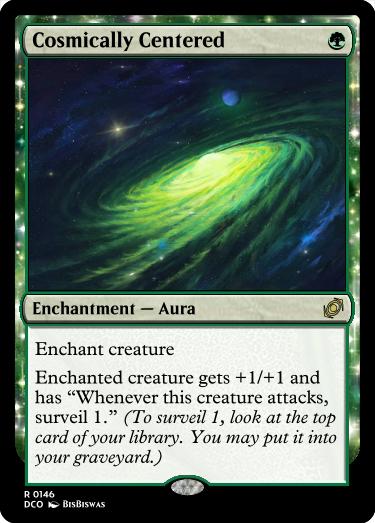 Cosmically Centered
Enchantment — Aura
Enchant creature
Enchanted creature gets +1/+1 and
has “Whenever this creature attacks,
surveil 1.” (To surveil 1, look at the top
card of your library. You may put it into
your graveyard.)
R 0146
DCO BisBiswas